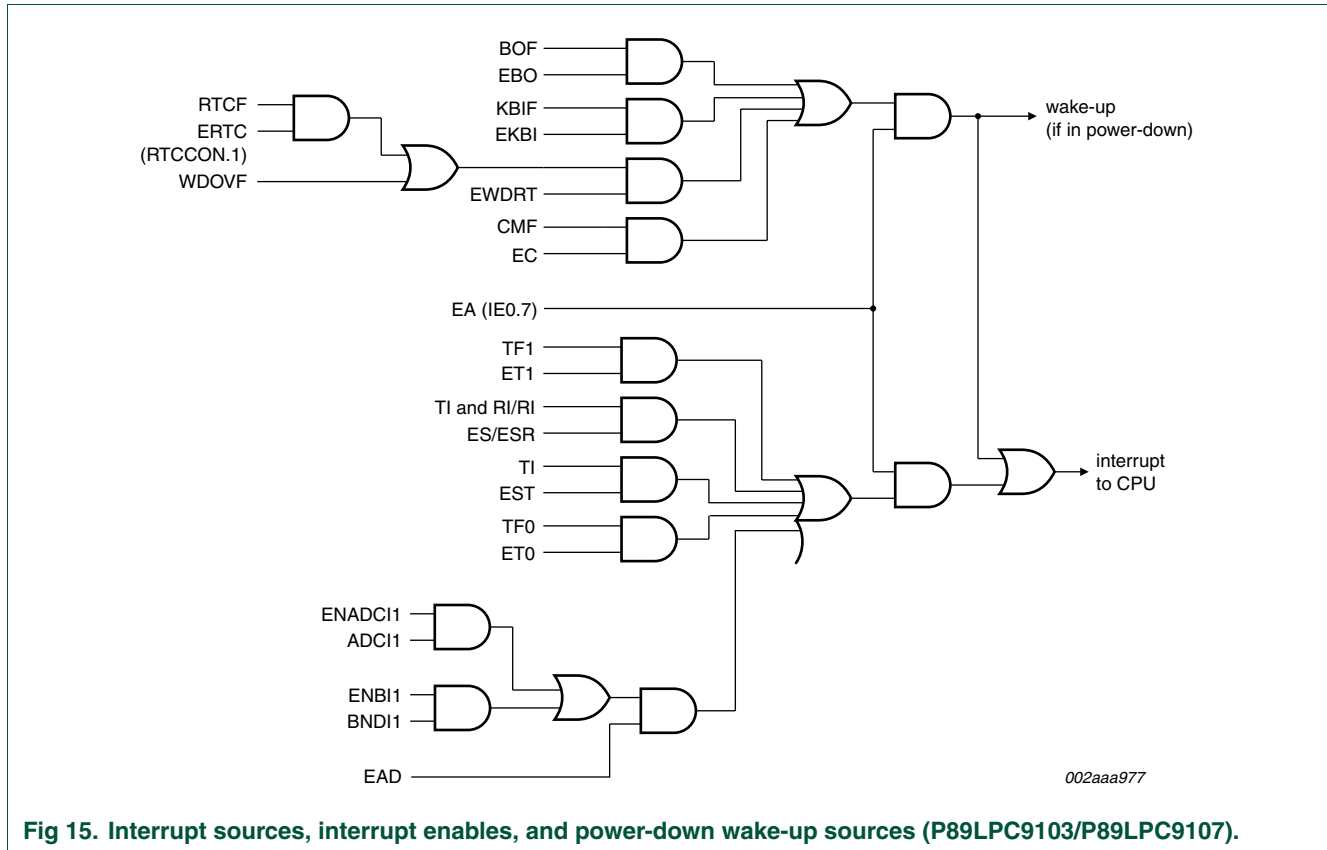 BOF
EBO
RTCF
KBIF
ERTC
EKBI
(RTCCON.1)
WDOVF
EWDRT
CMF
EC
wake-up
(if in power-down)
EA (IE0.7)
TF1
ET1
TI and RI/RI
ES/ESR
TI
EST
TF0
ET0
interrupt
to CPU
ENADCI1
ADCI1
ENBI1
BNDI1
EAD
002aaa977
Fig 15. Interrupt sources, interrupt enables, and power-down wake-up sources (P89LPC9103/P89LPC9107).